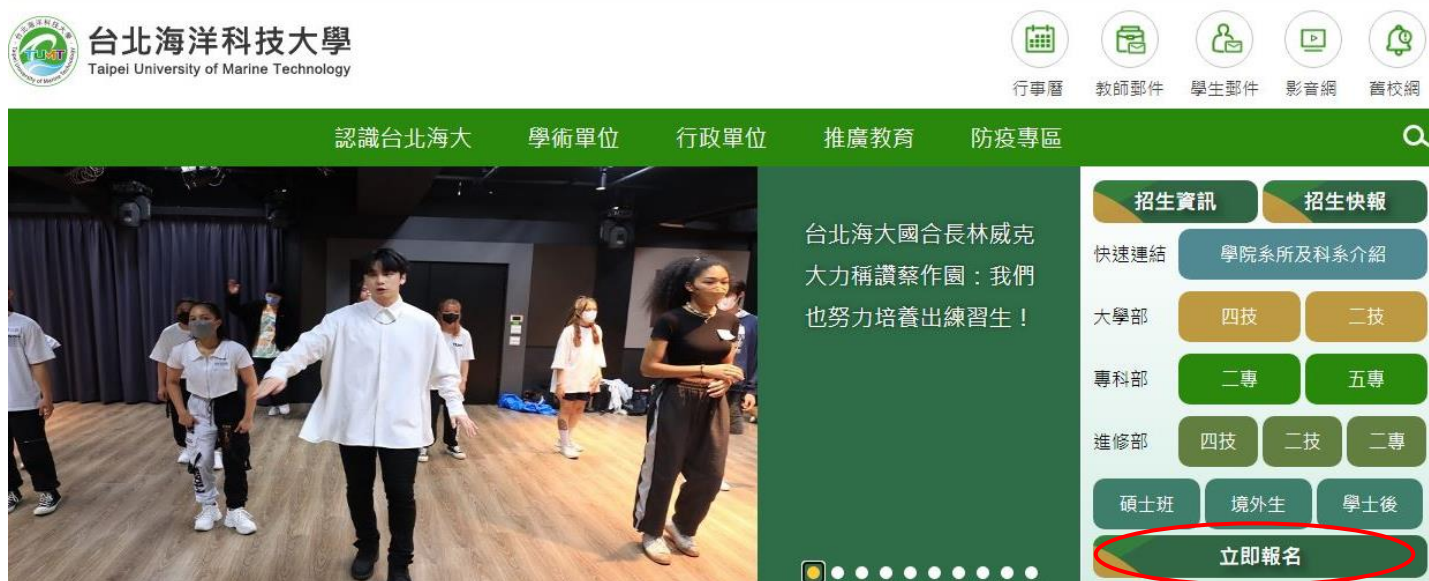 台北海洋科技大學
Taipei University of Marine Technology
TUMT
行事曆 教師郵件 學生郵件 影音網 舊校網
認識台北海大 學術單位 行政單位 推廣教育 防疫專區
台北海大國合長林威克
大力稱讚蔡作園：我們
也努力培養出練習生！
招生資訊 招生快報
快速連結 學院系所及科系介紹
大學部 四技 二技
專科部 二專 五專
進修部 四技 二技 二專
碩士班 境外生 學士後
立即報名